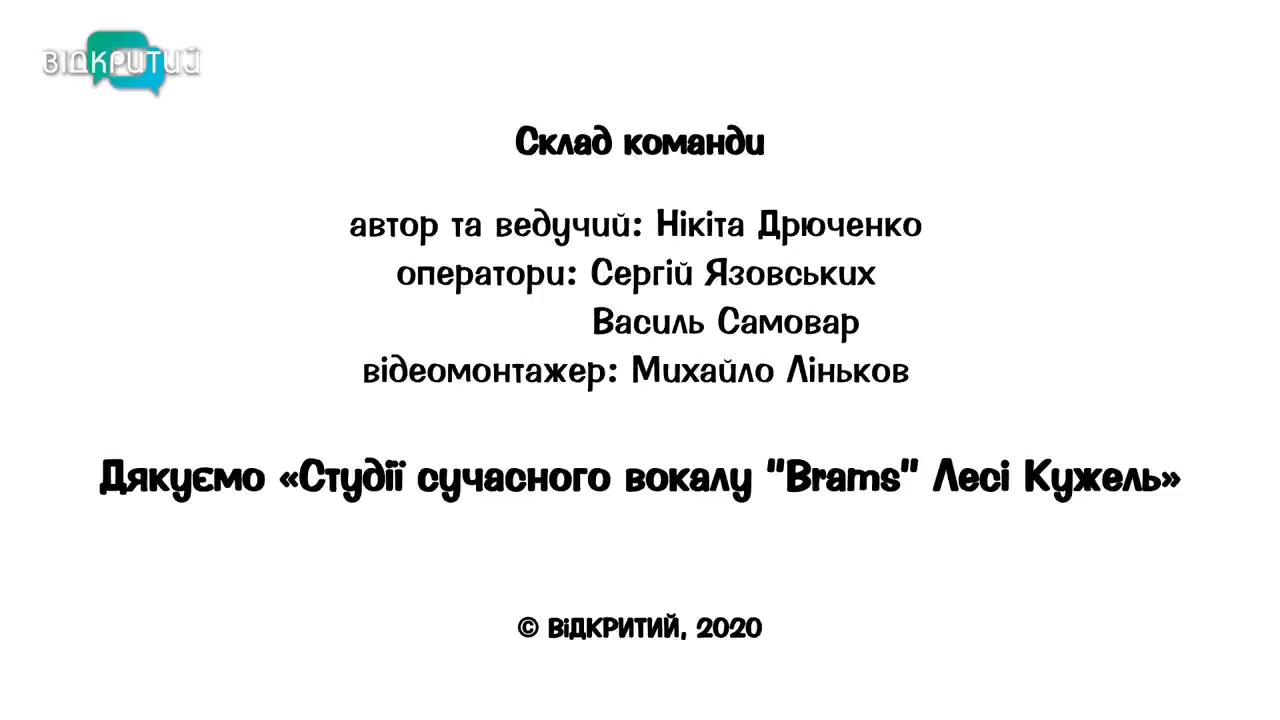 ВІДКРИТИЙ
Склад команди
автор та ведучий: Нікіта Дрюченко
оператори: Сергій Язовських
Василь Самовар
відеомонтажер: Михайло Ліньков
Дякуємо «Студії сучасного вокалу "Brams" Лесі Кужель»
© ВіДКРИТИЙ, 2020